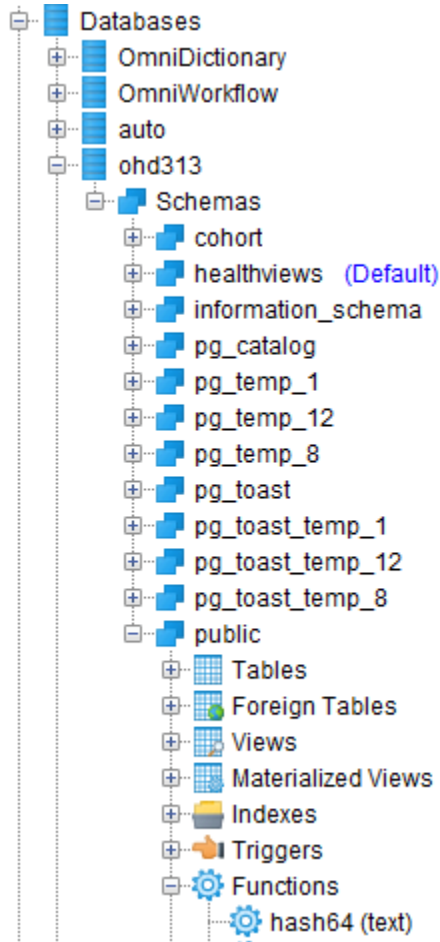 Databases
OmniDictionary
OmniWorkflow
auto
ohd313
Schemas
cohort
healthviews (Default)
information_schema
pg_catalog
pg_temp_1
pg_temp_12
pg_temp_8
pg_toast
pg_toast_temp_1
pg_toast_temp_12
pg_toast_temp_8
public
Tables
Foreign Tables
Views
Materialized Views
Indexes
Triggers
Functions
hash64 (text)